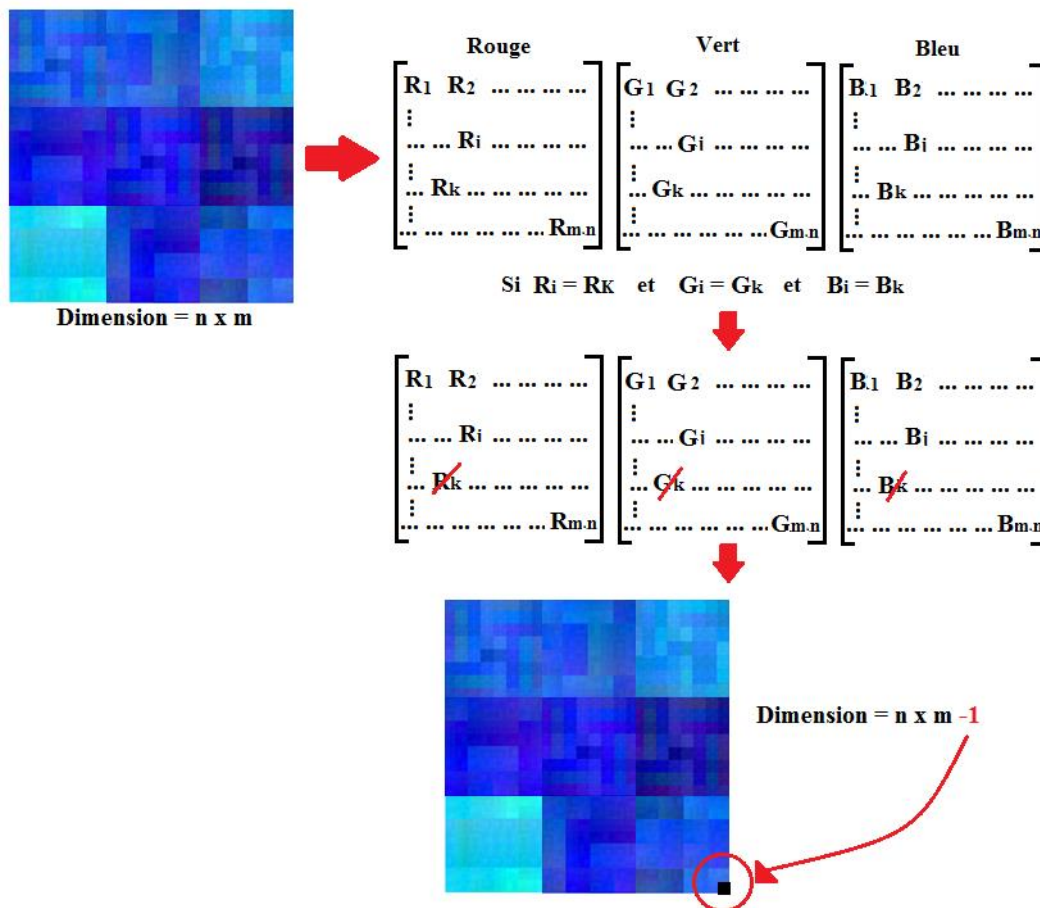 Rouge Vert Bleu
R1 R2 ... ... ... ... G1 G2 ... ... ... ... B.1 B2 ... ... ... ...
... ... Ri ... ... ... ... ... ... Gi ... ... ... ... ... ... Bi ... ... ... ...
... Rk ... ... ... ... ... ... Gk ... ... ... ... ... ... Bk ... ... ... ... ...
... ... ... ... ... ... Rm.n ... ... ... ... ... ... Gm.n ... ... ... ... ... ... Bm.n
Si Ri = RK et Gi = Gk et Bi = Bk
Dimension = n x m
R1 R2 ... ... ... ... G1 G2 ... ... ... ... B.1 B2 ... ... ... ...
... ... Ri ... ... ... ... ... ... Gi ... ... ... ... ... ... Bi ... ... ... ...
... Rk ... ... ... ... ... ... Gk ... ... ... ... ... ... Bk ... ... ... ... ...
... ... ... ... ... ... Rm.n ... ... ... ... ... ... Gm.n ... ... ... ... ... ... Bm.n
Dimension = n x m -1